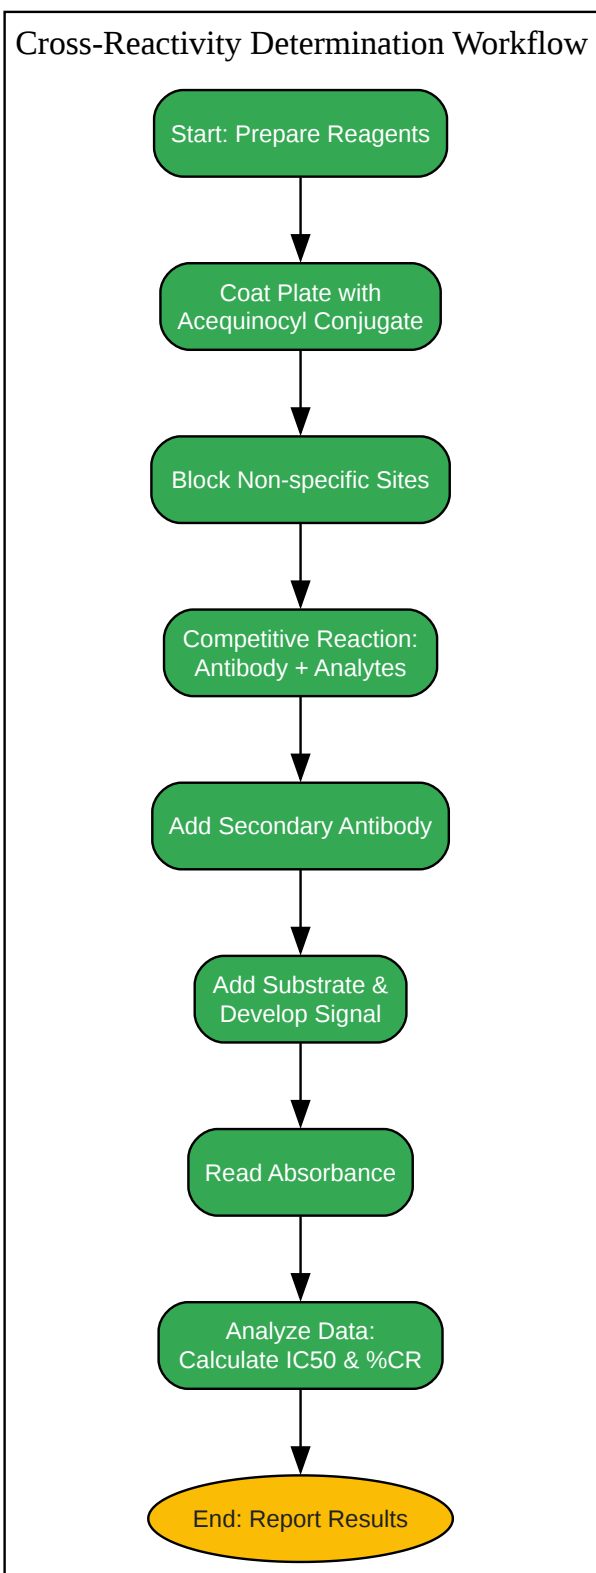 Cross-Reactivity Determination Workflow
Start: Prepare Reagents
Coat Plate with
Acequinocyl Conjugate
Block Non-specific Sites
Competitive Reaction:
Antibody + Analytes
Add Secondary Antibody
Add Substrate &
Develop Signal
Read Absorbance
Analyze Data:
Calculate IC50 & %CR
End: Report Results